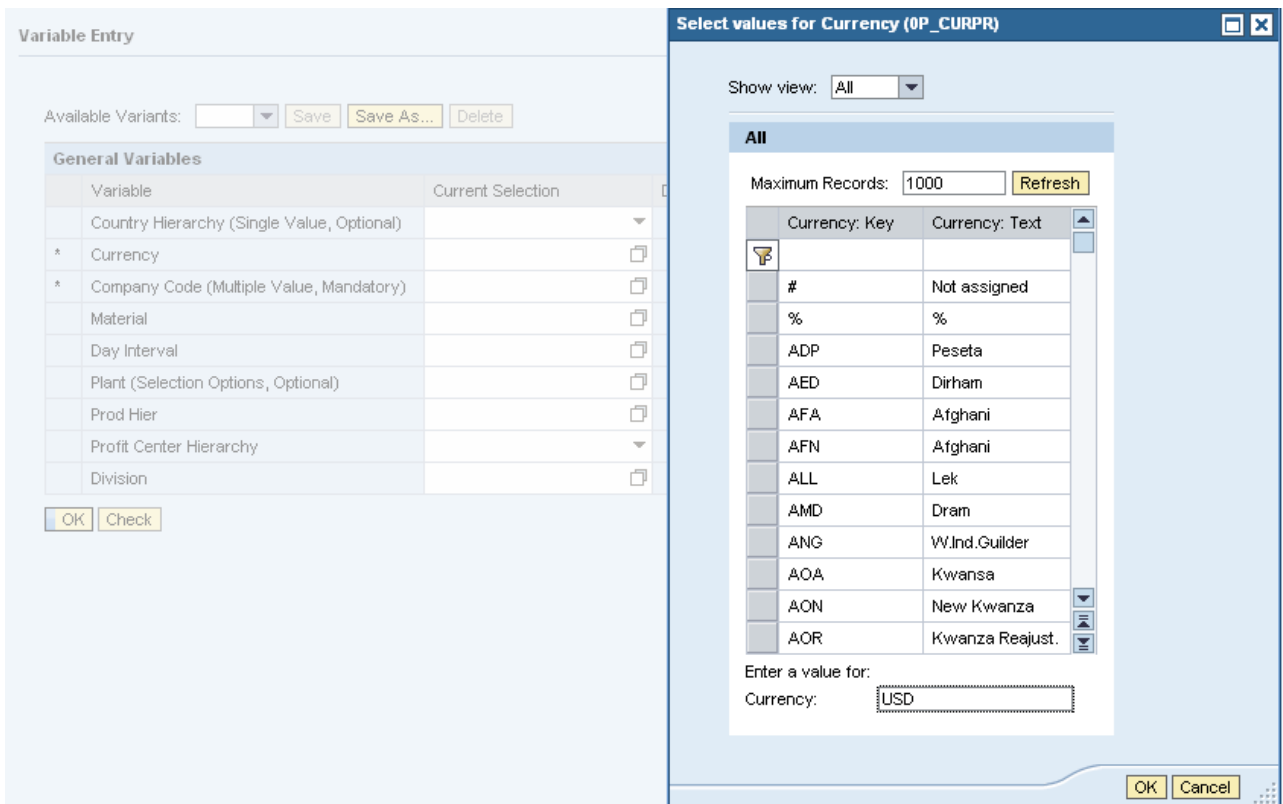 Variable Entry
Available Variants: Save Save As... Delete
General Variables
Variable Current Selection
Country Hierarchy (Single Value, Optional)
* Currency
* Company Code (Multiple Value, Mandatory)
Material
Day Interval
Plant (Selection Options, Optional)
Prod Hier
Profit Center Hierarchy
Division
OK Check
Select values for Currency (0P_CURPR)
Show view: All
All
Maximum Records: 1000 Refresh
Currency: Key Currency: Text
# Not assigned
% %
ADP Peseta
AED Dirham
AFA Afghani
AFN Afghani
ALL Lek
AMD Dram
ANG W.Ind.Guilder
AOA Kwansa
AON New Kwanza
AOR Kwanza Reajust.
Enter a value for:
Currency: USD
OK Cancel